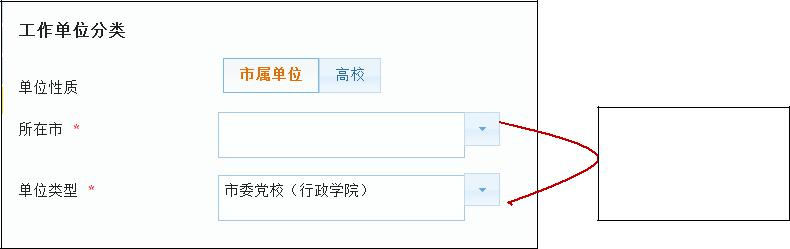 工作单位分类
单位性质 市属单位 高校
所在市 *
单位类型 * 市委党校（行政学院）